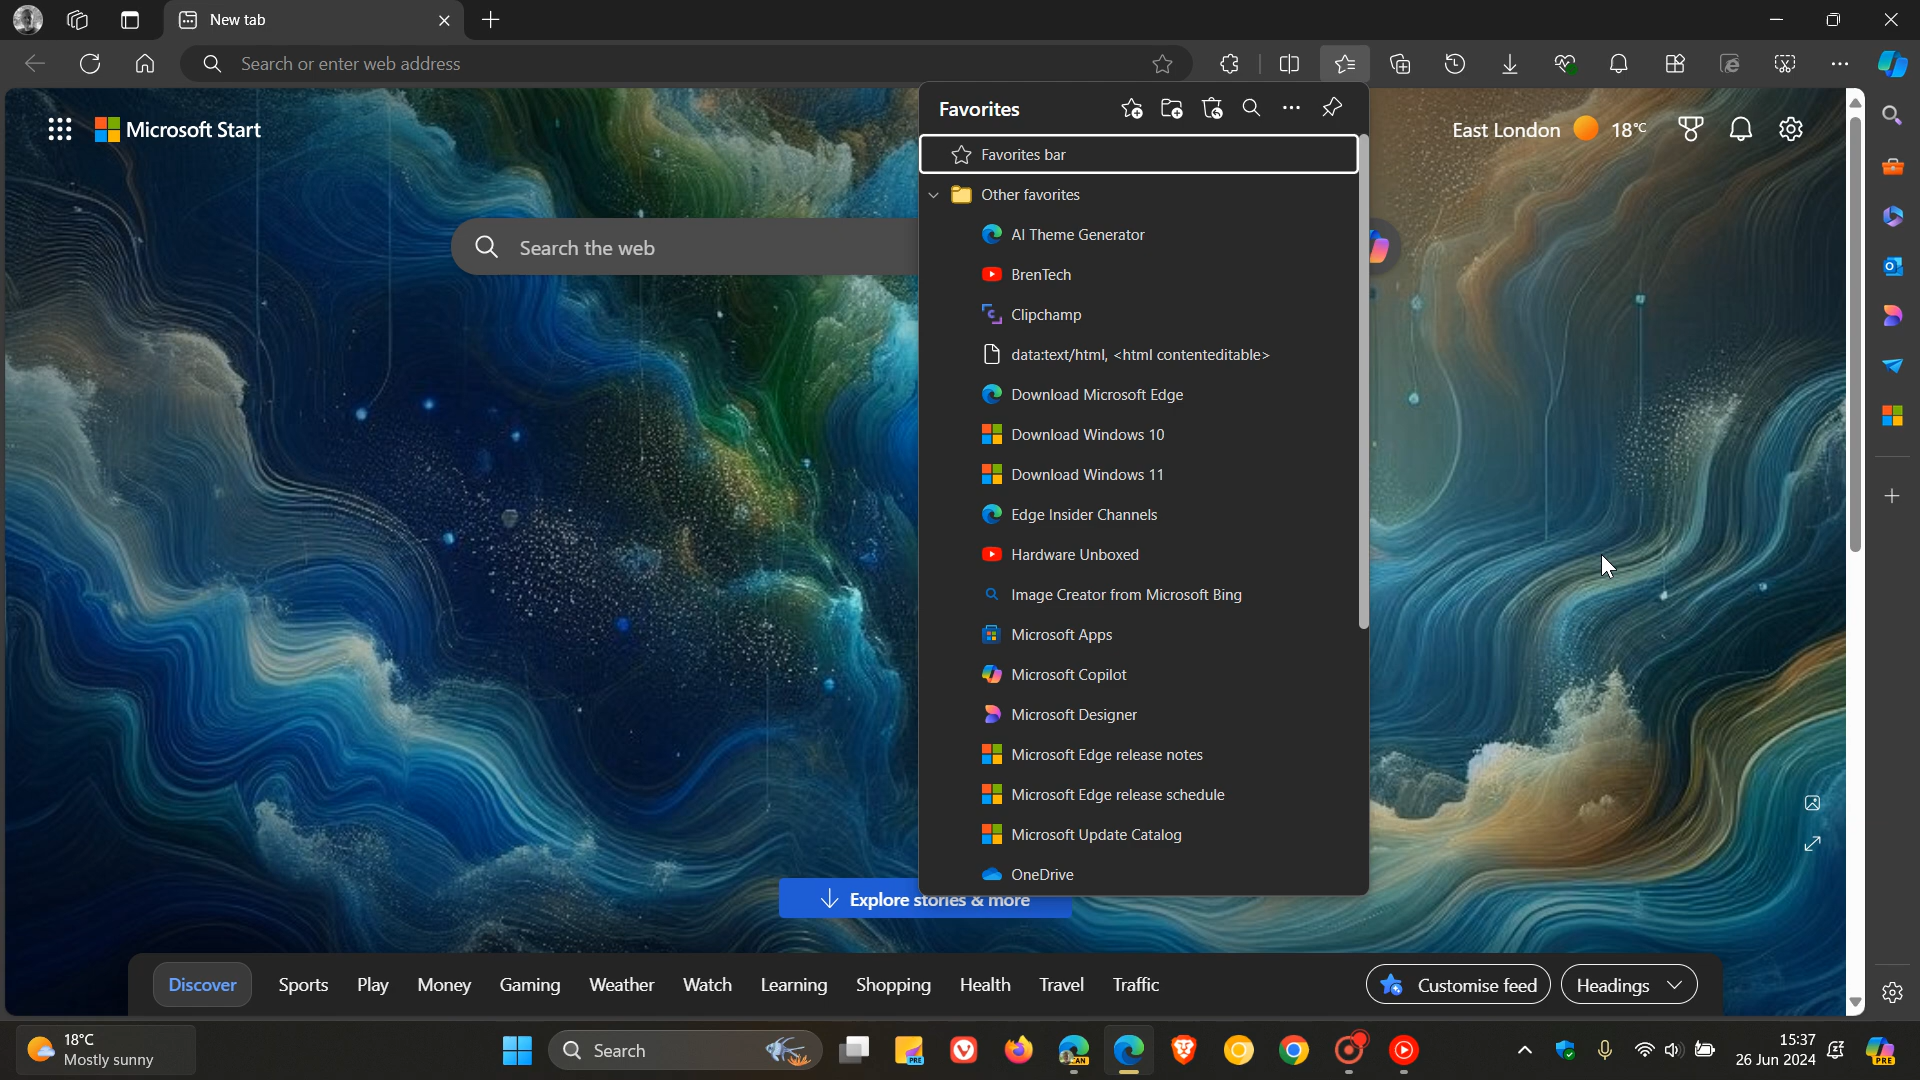 New tab
Search or enter web address
Microsoft Start
East London 18°C
Search the web
Favorites
Favorites bar
Other favorites
AI Theme Generator
BrenTech
Clipchamp
data:text/html, <html contenteditable>
Download Microsoft Edge
Download Windows 10
Download Windows 11
Edge Insider Channels
Hardware Unboxed
Image Creator from Microsoft Bing
Microsoft Apps
Microsoft Copilot
Microsoft Designer
Microsoft Edge release notes
Microsoft Edge release schedule
Microsoft Update Catalog
OneDrive
Explore stories & more
Discover Sports Play Money Gaming Weather Watch Learning Shopping Health Travel Traffic Customise feed Headings
18°C
Mostly sunny
Search
PRE
CAN
15:37
26 Jun 2024
PRE